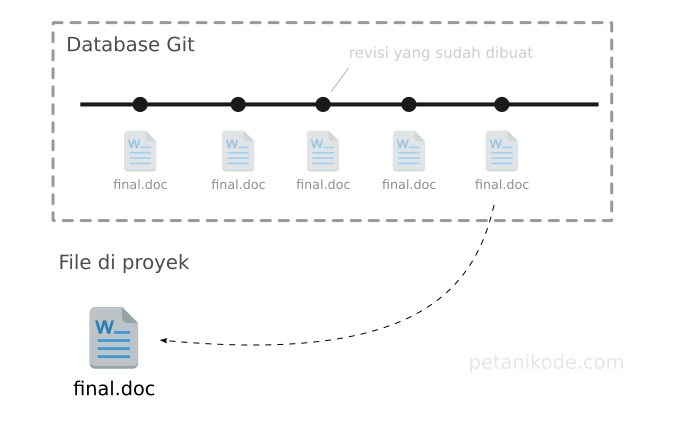 Database Git
revisi yang sudah dibuat
W W W W W
final.doc final.doc final.doc final.doc final.doc
File di proyek
W
final.doc
petanikode.com